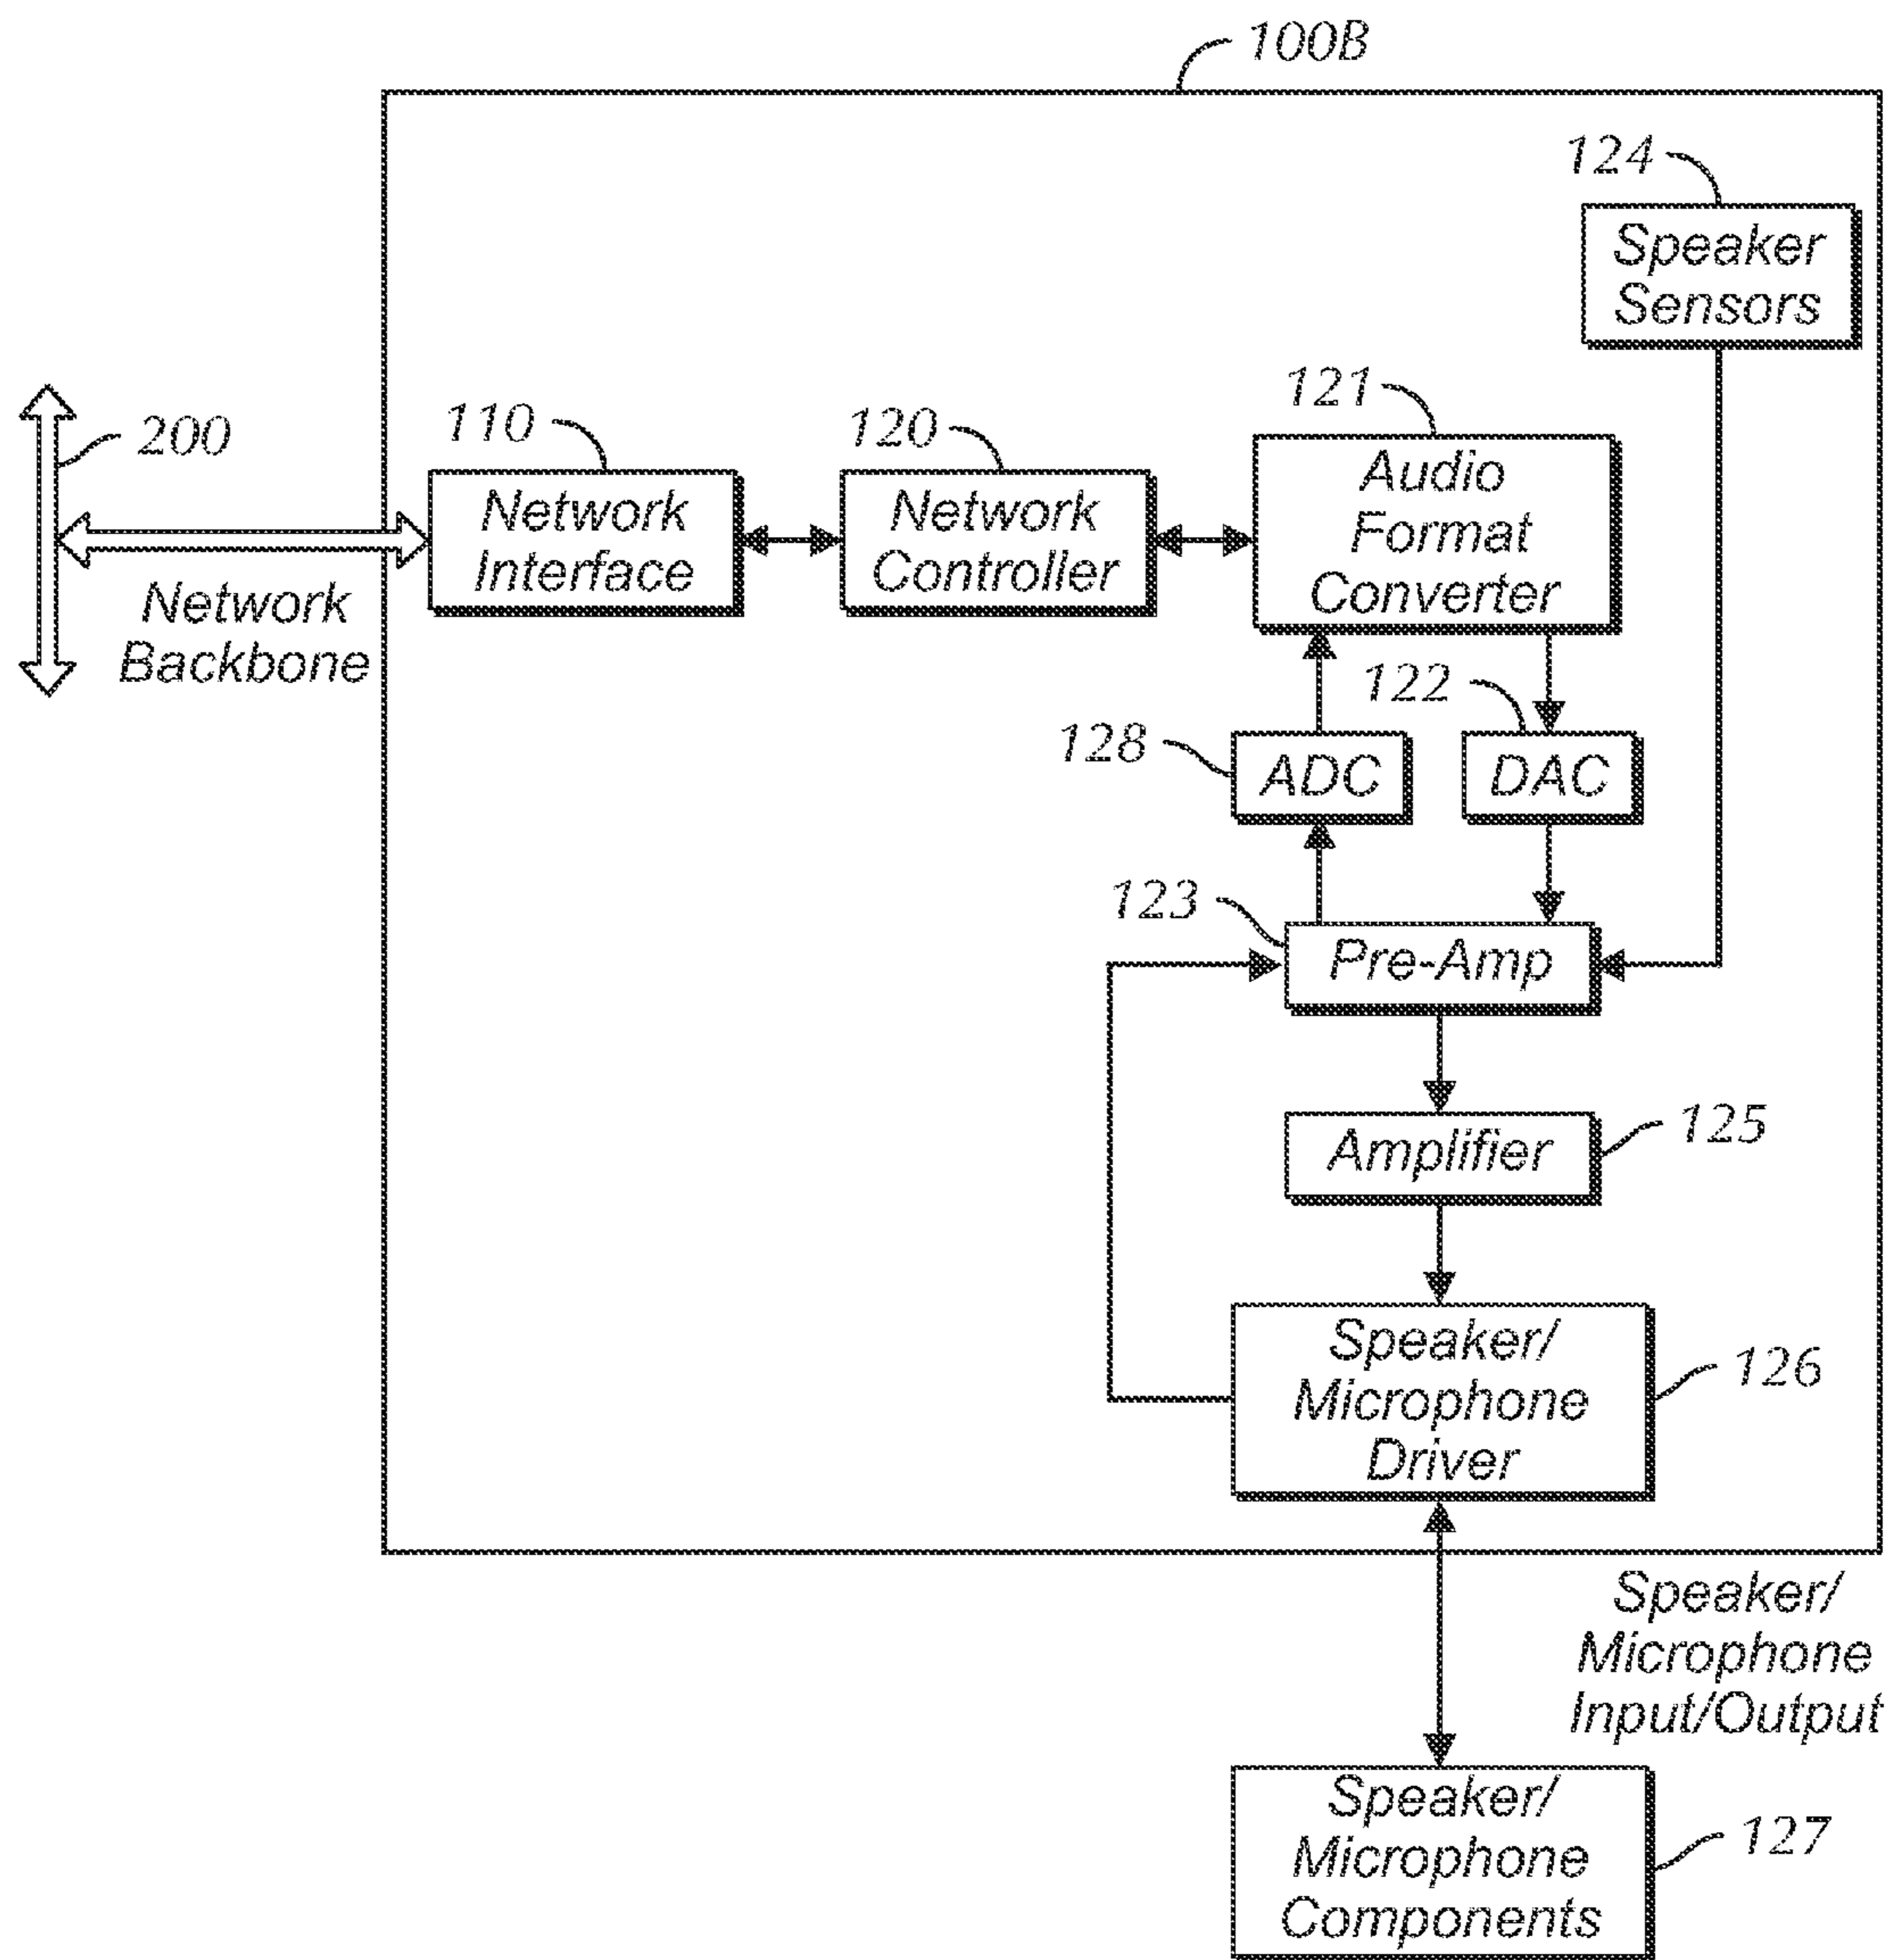 100B
124
Speaker
Sensors
200
110
120
121
Network
Interface
Network
Controller
Audio
Format
Converter
Network
Backbone
128
122
ADC
DAC
123
Pre-Amp
Amplifier
125
Speaker/
Microphone
Driver
126
Speaker/
Microphone
Input/Output
Speaker/
Microphone
Components
127